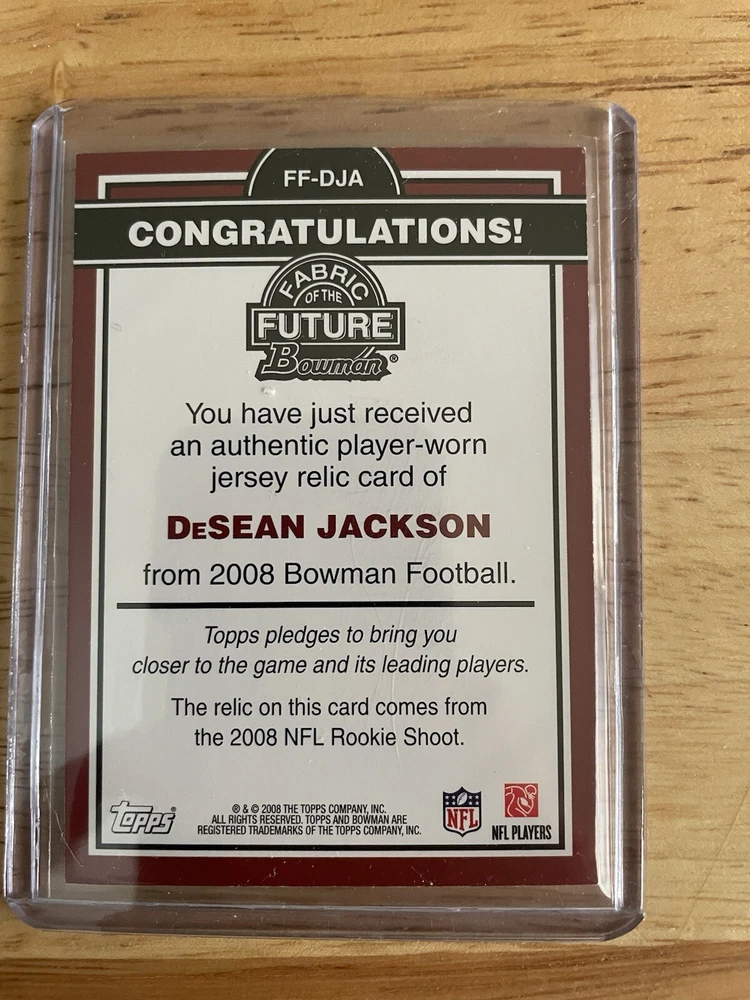 FF-DJA
CONGRATULATIONS!
FABRIC
OF THE
FUTURE
Bowman®
You have just received
an authentic player-worn
jersey relic card of
DeSEAN JACKSON
from 2008 Bowman Football.
Topps pledges to bring you
closer to the game and its leading players.
The relic on this card comes from
the 2008 NFL Rookie Shoot.
Topps®
® & © 2008 THE TOPPS COMPANY, INC.
ALL RIGHTS RESERVED. TOPPS AND BOWMAN ARE
REGISTERED TRADEMARKS OF THE TOPPS COMPANY, INC.
NFL
NFL PLAYERS